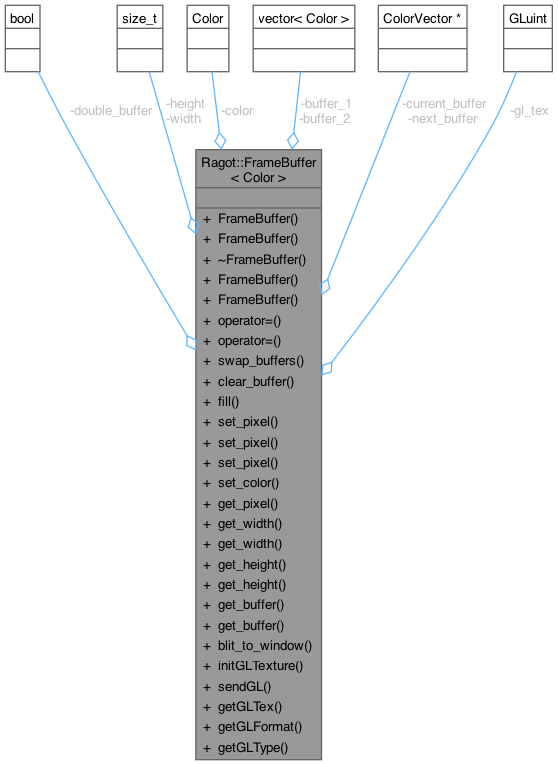 bool
size_t
Color
vector< Color >
ColorVector *
GLuint
-double_buffer
-height
-width
-color
-buffer_1
-buffer_2
-current_buffer
-next_buffer
-gl_tex
Ragot::FrameBuffer
< Color >
+ FrameBuffer()
+ FrameBuffer()
+ ~FrameBuffer()
+ FrameBuffer()
+ FrameBuffer()
+ operator=()
+ operator=()
+ swap_buffers()
+ clear_buffer()
+ fill()
+ set_pixel()
+ set_pixel()
+ set_pixel()
+ set_color()
+ get_pixel()
+ get_width()
+ get_width()
+ get_height()
+ get_height()
+ get_buffer()
+ get_buffer()
+ blit_to_window()
+ initGLTexture()
+ sendGL()
+ getGLTex()
+ getGLFormat()
+ getGLType()